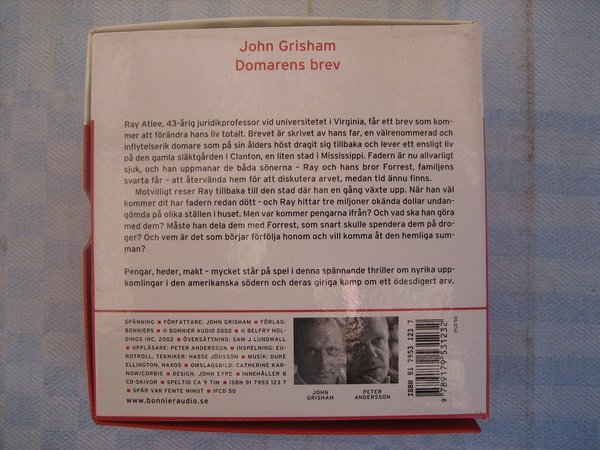 John Grisham
Domarens brev
Ray Atlee, 43-årig juridikprofessor vid universitetet i Virginia, får ett brev som kom-
mer att förändra hans liv totalt. Brevet är skrivet av hans far, en välrenommerad och
inflytelserik domare som på sin ålders höst dragit sig tillbaka och lever ett ensligt liv
på den gamla släktgården i Clanton, en liten stad i Mississippi. Fadern är nu allvarligt
sjuk, och han uppmanar de båda sönerna – Ray och hans bror Forrest, familjens
svarta får – att återvända hem för att diskutera arvet, medan tid ännu finns.
Motvilligt reser Ray tillbaka till den stad där han en gång växte upp. När han väl
kommer dit har fadern redan dött - och Ray hittar tre miljoner okända dollar undan-
gömda på olika ställen i huset. Men var kommer pengarna ifrån? Och vad ska han göra
med dem? Måste han dela dem med Forrest, som snart skulle spendera dem på dro-
ger? Och vem är det som börjar förfölja honom och vill komma åt den hemliga sum-
man?
Pengar, heder, makt – mycket står på spel i denna spännande thriller om nyrika upp-
komlingar i den amerikanska södern och deras giriga kamp om ett ödesdigert arv.
SPÄNNING • FÖRFATTARE: JOHN GRISHAM • FÖRLAG:
BONNIERS • ℗ BONNIER AUDIO 2002 • © BELFRY HOL-
DINGS INC, 2002 • ÖVERSÄTTNING: SAM J LUNDWALL
• UPPLÄSARE: PETER ANDERSSON • INSPELNING: EU-
ROTROLL, TEKNIKER: HASSE JONSSON • MUSIK: DUKE
ELLINGTON, NAXOS • OMSLAGSBILD: CATHERINE KAR-
NOW/CORBIS • DESIGN: JOHN EYRE • INNEHÅLLER 8
CD-SKIVOR • SPELTID CA 9 TIM • ISBN 91 7953 123 7
• SPÅR VAR FEMTE MINUT • IFCD 50
www.bonnieraudio.se
JOHN
GRISHAM
PETER
ANDERSSON
ISBN 91 7953 123 7
9 789179 531232
IFCD 50